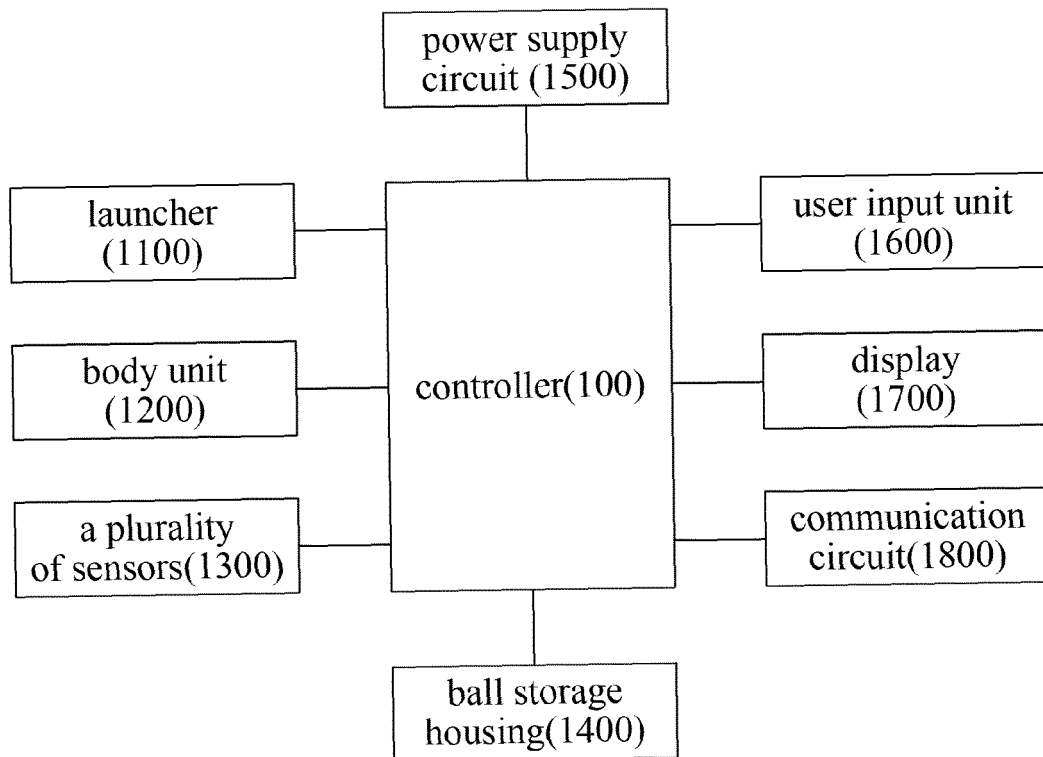 power supply
circuit (1500)
launcher
(1100)
user input unit
(1600)
body unit
(1200)
controller(100)
display
(1700)
a plurality
of sensors(1300)
communication
circuit(1800)
ball storage
housing(1400)